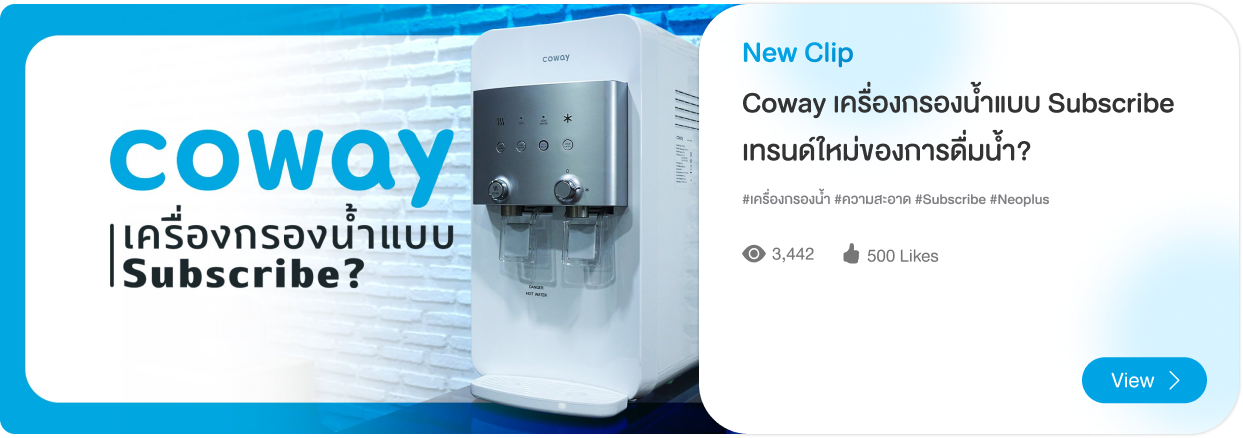 coway
เครื่องกรองน้ำแบบ
Subscribe?
coway
DANGER
HOT WATER
New Clip
Coway เครื่องกรองน้ำแบบ Subscribe
เทรนด์ใหม่ของการดื่มน้ำ?
#เครื่องกรองน้ำ #ความสะอาด #Subscribe #Neoplus
3,442
500 Likes
View